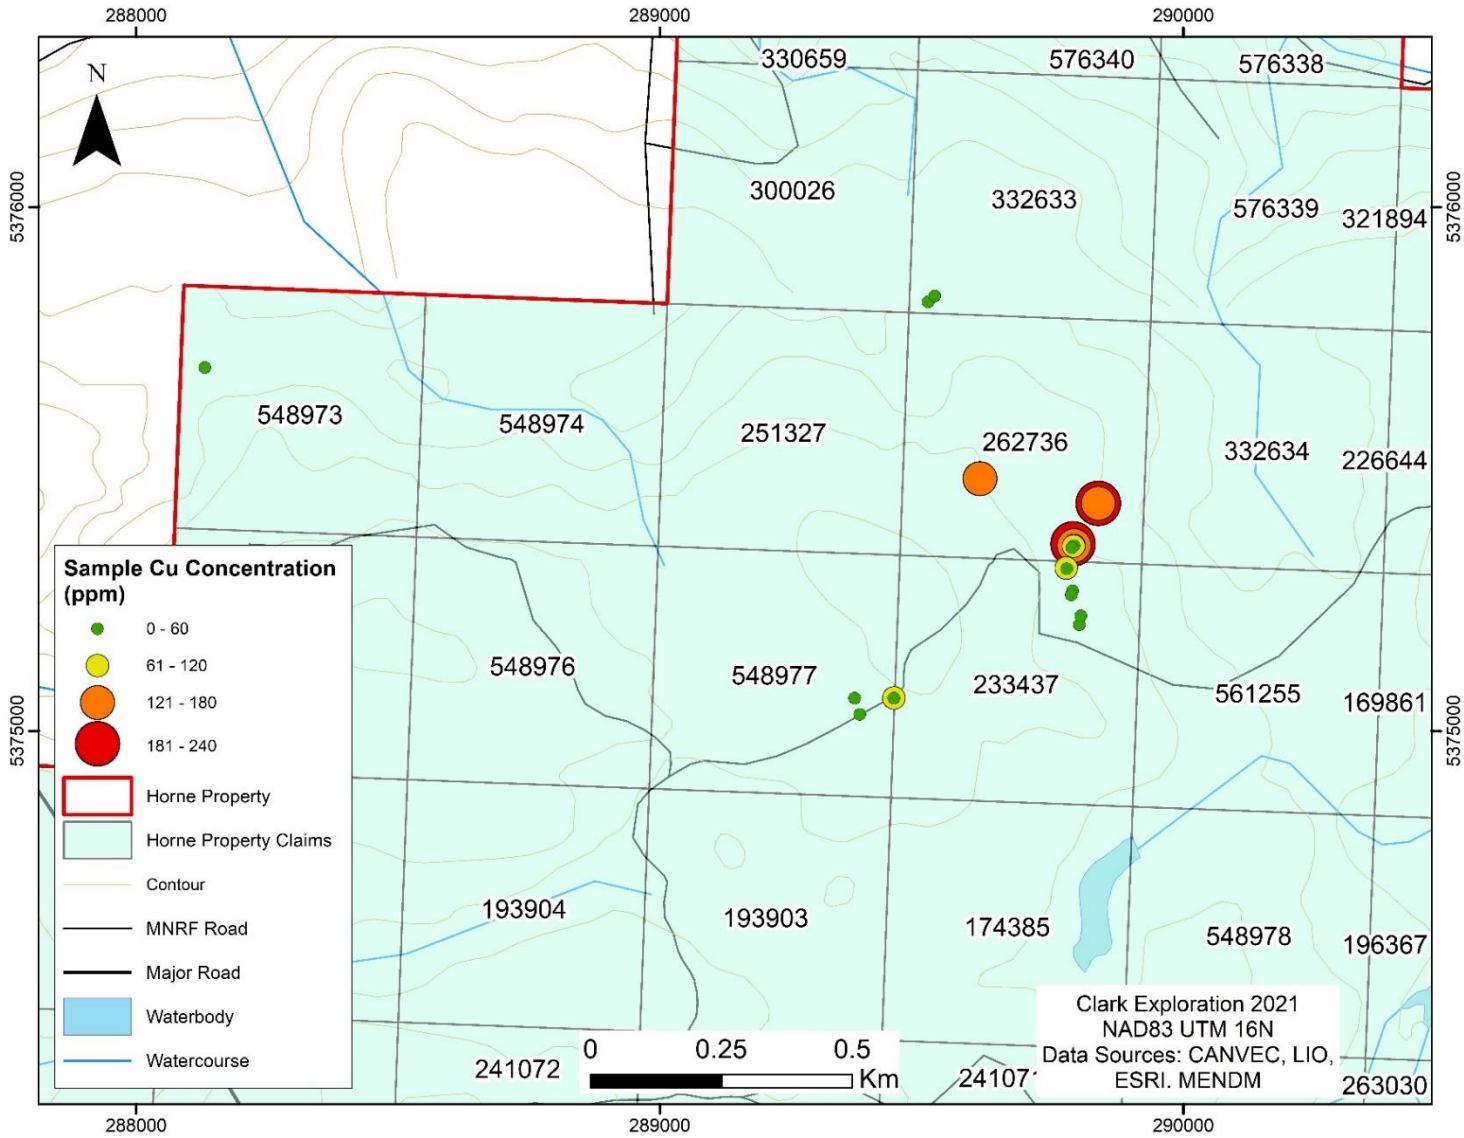 288000
289000
290000
N
330659
576340
576338
5376000
300026
332633
576339
321894
5376000
548973
548974
251327
262736
332634
226644
Sample Cu Concentration
(ppm)
0 - 60
61 - 120
121 - 180
181 - 240
Horne Property
Horne Property Claims
Contour
MNRF Road
Major Road
Waterbody
Watercourse
548976
548977
233437
561255
169861
5375000
5375000
193904
193903
174385
548978
196367
241072
0
0.25
0.5
Km
24107
Clark Exploration 2021
NAD83 UTM 16N
Data Sources: CANVEC, LIO,
ESRI. MENDM
263030
288000
289000
290000